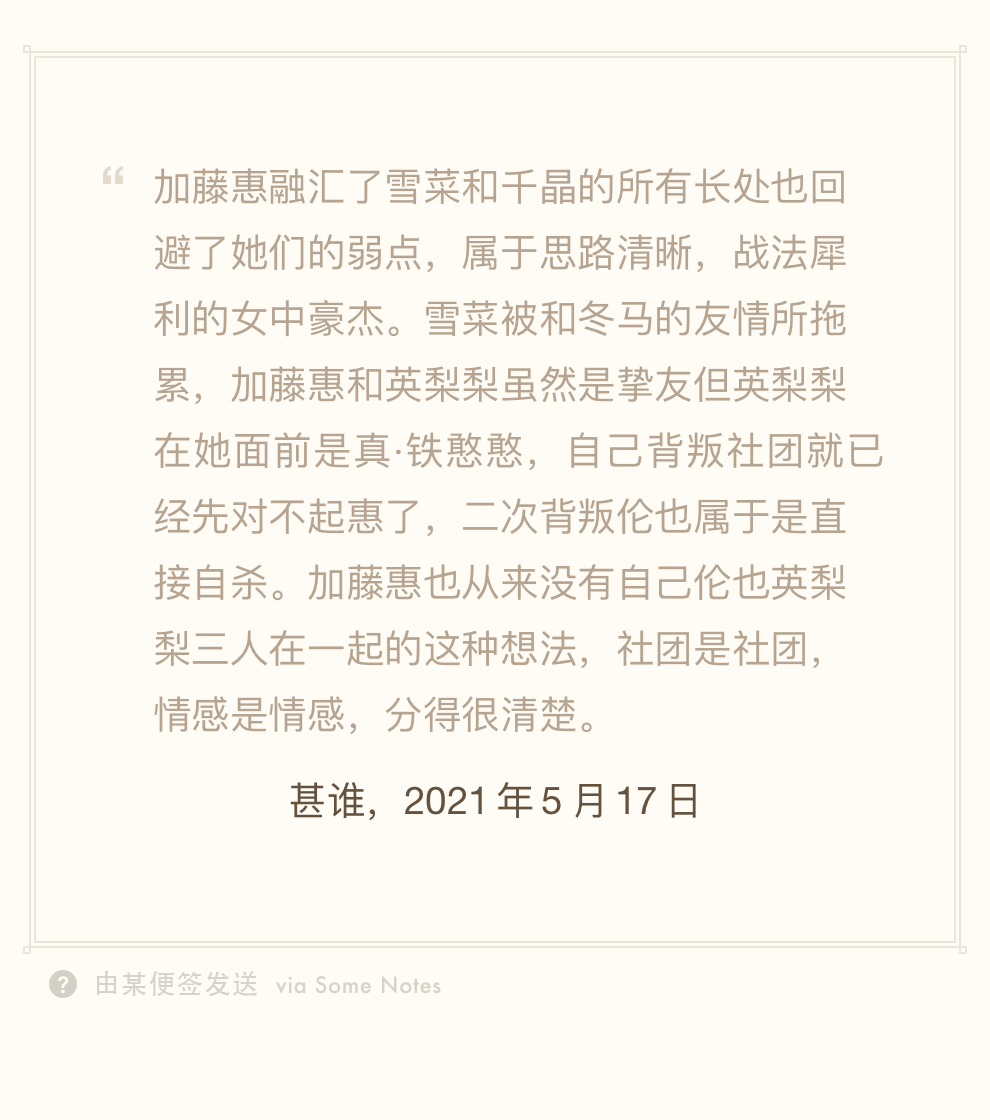 “ 加藤惠融汇了雪菜和千晶的所有长处也回
避了她们的弱点，属于思路清晰，战法犀
利的女中豪杰。雪菜被和冬马的友情所拖
累，加藤惠和英梨梨虽然是挚友但英梨梨
在她面前是真·铁憨憨，自己背叛社团就已
经先对不起惠了，二次背叛伦也属于是直
接自杀。加藤惠也从来没有自己伦也英梨
梨三人在一起的这种想法，社团是社团，
情感是情感，分得很清楚。
甚谁，2021 年 5 月 17 日
由某便签发送 via Some Notes